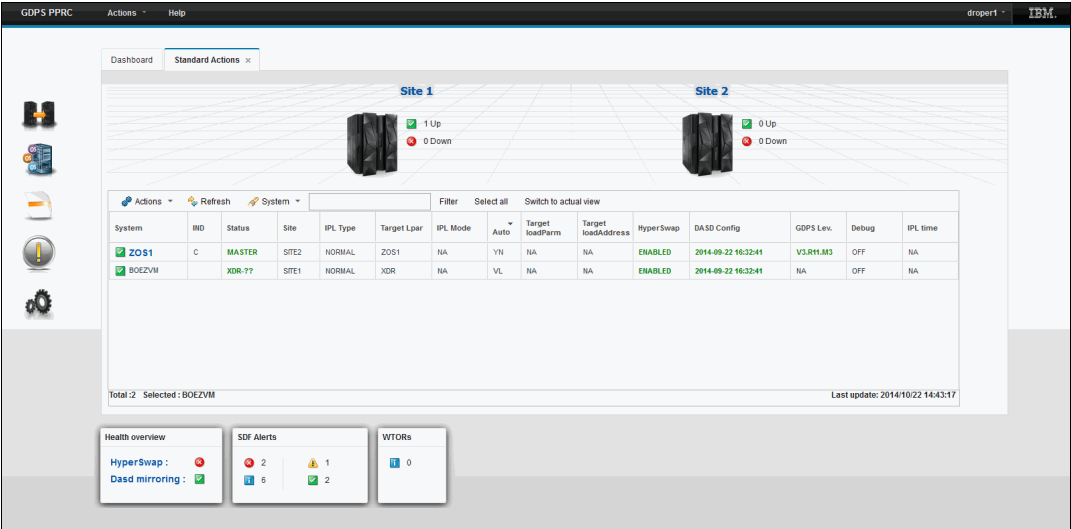 GDPS PPRC Actions Help droper1 IBM.
Dashboard Standard Actions ×
Site 1 Site 2
1 Up 0 Up
0 Down 0 Down
Actions Refresh System Filter Select all Switch to actual view
System IND Status Site IPL Type Target Lpar IPL Mode Auto Target loadParm Target loadAddress HyperSwap DASD Config GDPS Lev. Debug IPL time
ZOS1 C MASTER SITE2 NORMAL ZOS1 NA YN NA NA ENABLED 2014-09-22 16:32:41 V3.R11.M3 OFF NA
BOEZVM XDR-?? SITE1 NORMAL XDR NA VL NA NA ENABLED 2014-09-22 16:32:41 NA OFF NA
Total :2 Selected : BOEZVM Last update: 2014/10/22 14:43:17
Health overview SDF Alerts WTORs
HyperSwap : 2 1 0
Dasd mirroring : 6 2